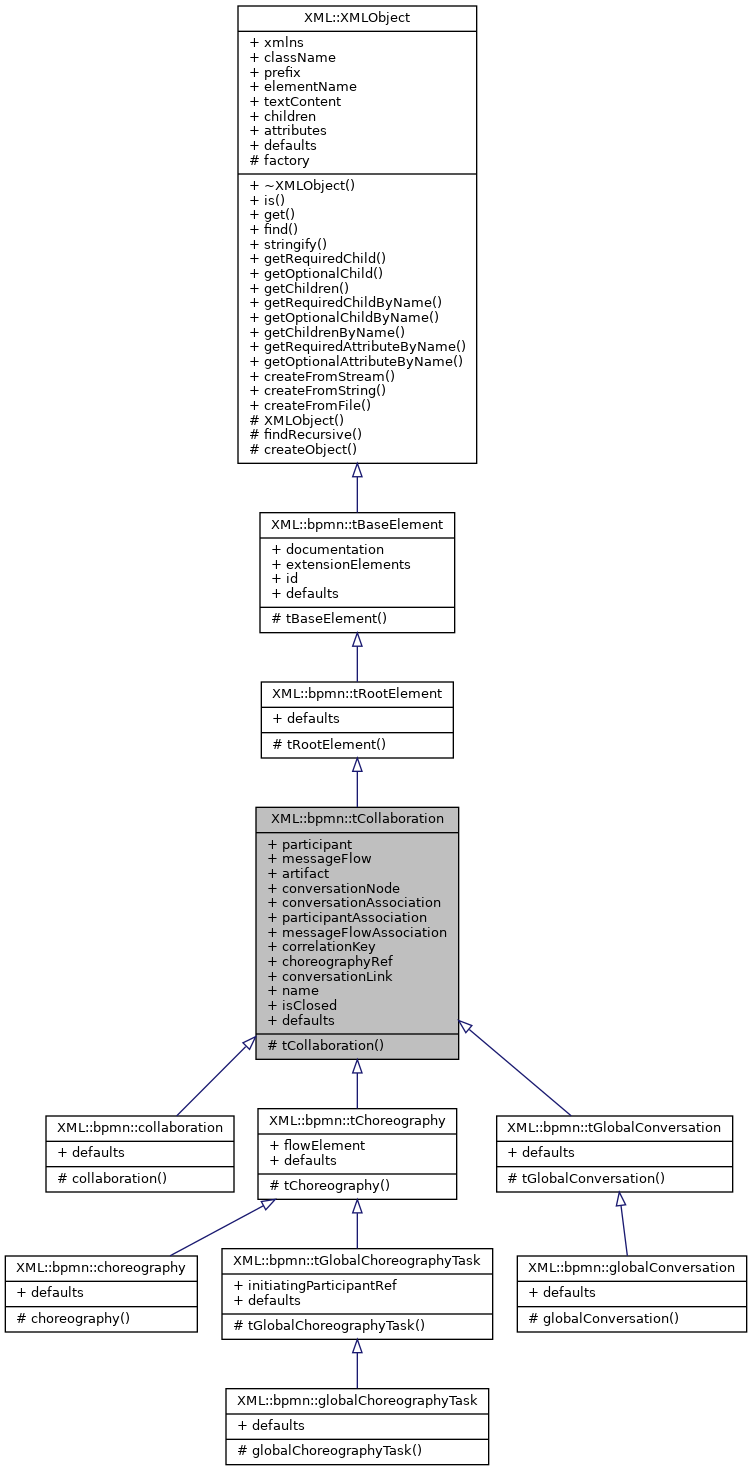 XML::XMLObject
+ xmlns
+ className
+ prefix
+ elementName
+ textContent
+ children
+ attributes
+ defaults
# factory
+ ~XMLObject()
+ is()
+ get()
+ find()
+ stringify()
+ getRequiredChild()
+ getOptionalChild()
+ getChildren()
+ getRequiredChildByName()
+ getOptionalChildByName()
+ getChildrenByName()
+ getRequiredAttributeByName()
+ getOptionalAttributeByName()
+ createFromStream()
+ createFromString()
+ createFromFile()
# XMLObject()
# findRecursive()
# createObject()
XML::bpmn::tBaseElement
+ documentation
+ extensionElements
+ id
+ defaults
# tBaseElement()
XML::bpmn::tRootElement
+ defaults
# tRootElement()
XML::bpmn::tCollaboration
+ participant
+ messageFlow
+ artifact
+ conversationNode
+ conversationAssociation
+ participantAssociation
+ messageFlowAssociation
+ correlationKey
+ choreographyRef
+ conversationLink
+ name
+ isClosed
+ defaults
# tCollaboration()
XML::bpmn::collaboration
+ defaults
# collaboration()
XML::bpmn::tChoreography
+ flowElement
+ defaults
# tChoreography()
XML::bpmn::tGlobalConversation
+ defaults
# tGlobalConversation()
XML::bpmn::choreography
+ defaults
# choreography()
XML::bpmn::tGlobalChoreographyTask
+ initiatingParticipantRef
+ defaults
# tGlobalChoreographyTask()
XML::bpmn::globalConversation
+ defaults
# globalConversation()
XML::bpmn::globalChoreographyTask
+ defaults
# globalChoreographyTask()